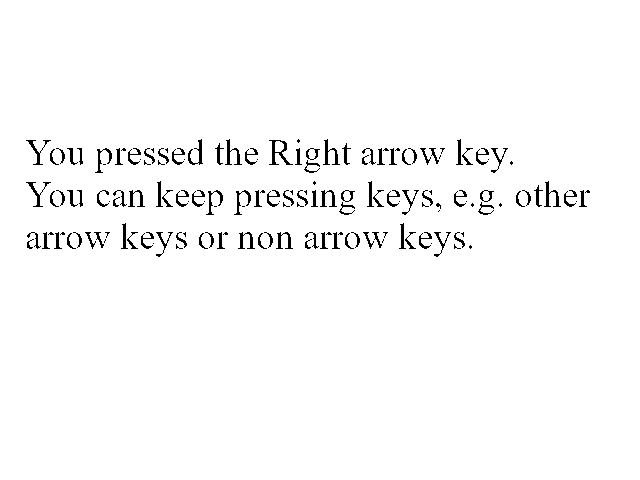 You pressed the Right arrow key.
You can keep pressing keys, e.g. other
arrow keys or non arrow keys.